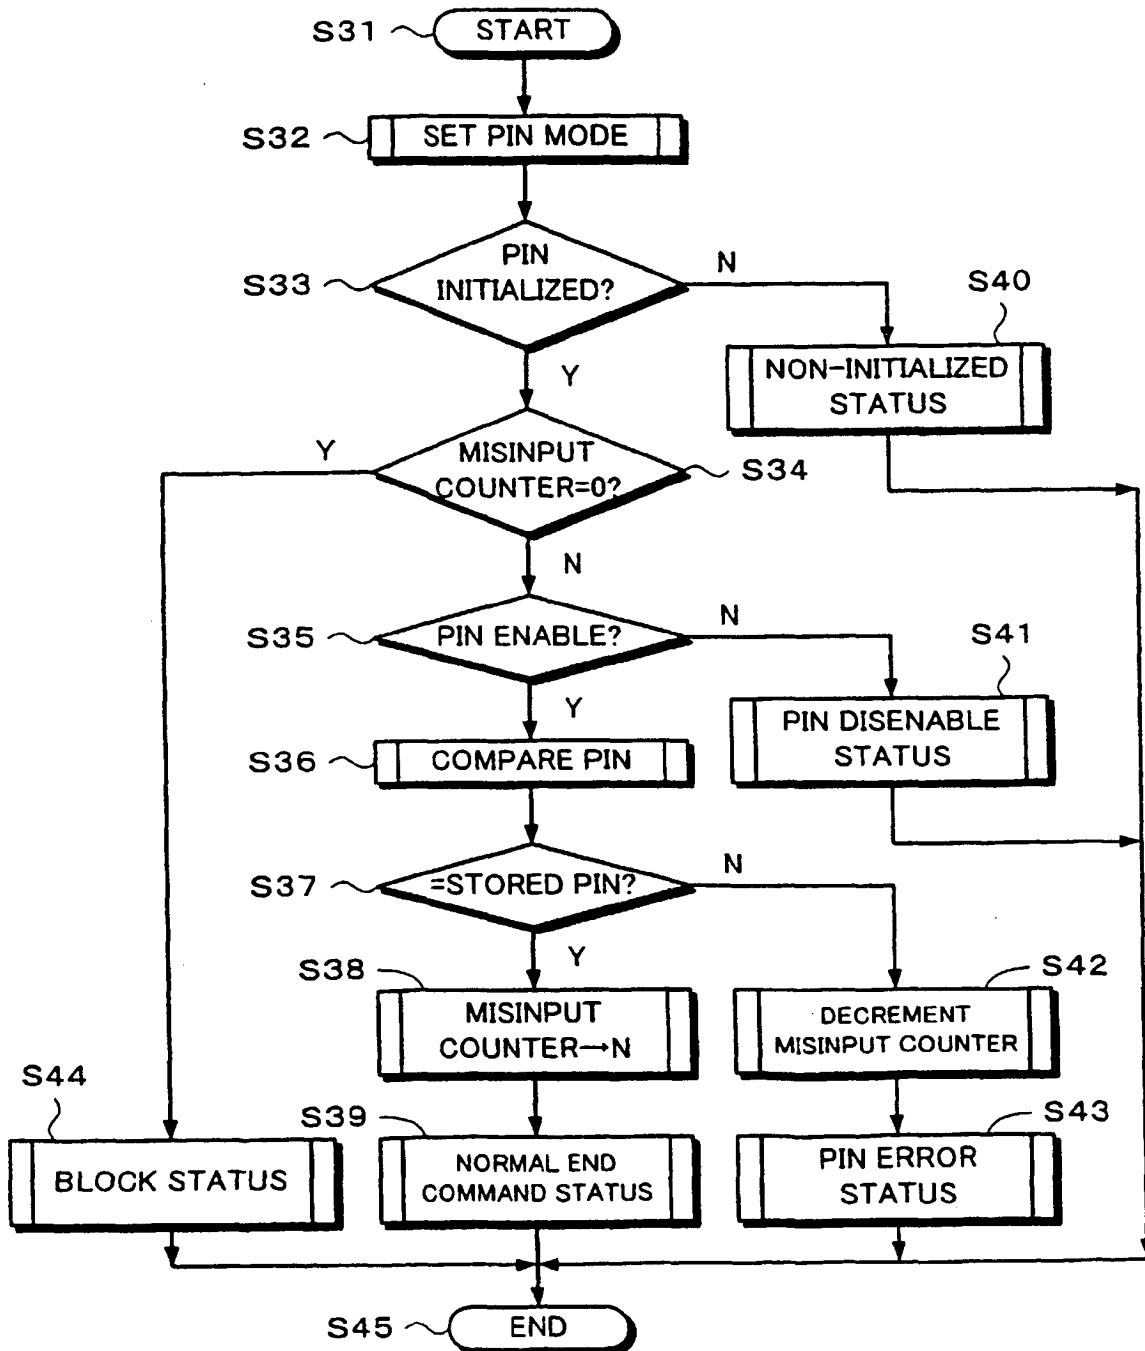 S31
START
S32
SET PIN MODE
S33
PIN
INITIALIZED?
N
S40
NON-INITIALIZED
STATUS
Y
Y
MISINPUT
COUNTER=0?
S34
N
S35
PIN ENABLE?
N
S41
PIN DISENABLE
STATUS
Y
S36
COMPARE PIN
S37
=STORED PIN?
N
Y
S38
MISINPUT
COUNTER→N
S42
DECREMENT
MISINPUT COUNTER
S44
BLOCK STATUS
S39
NORMAL END
COMMAND STATUS
S43
PIN ERROR
STATUS
S45
END